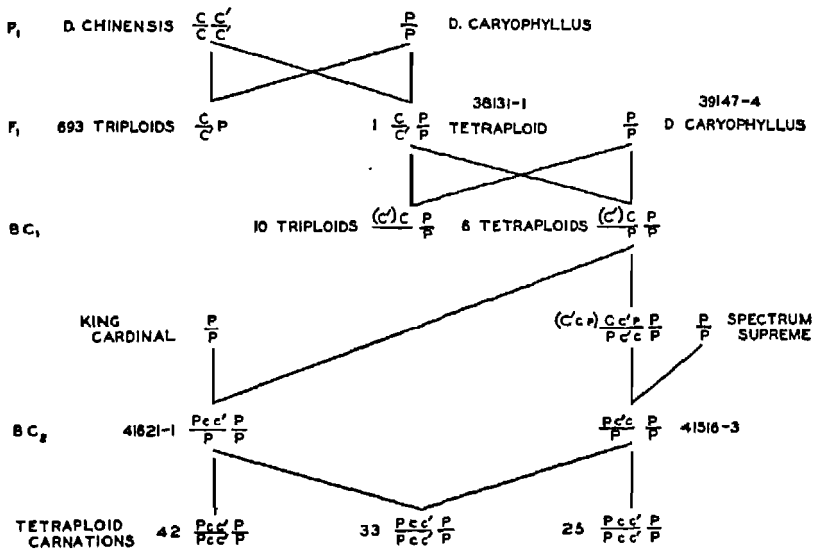 P₁ D. CHINENSIS C/C C'/C' P/P D. CARYOPHYLLUS
38131-1 39147-4
F₁ 693 TRIPLOIDS C/C' P 1 C/C' P/P TETRAPLOID P/P D CARYOPHYLLUS
BC₁ 10 TRIPLOIDS (C')C P/P 6 TETRAPLOIDS (C')C/P P/P
KING CARDINAL P/P (C'c P) C c' P/P c' c P/P P/P SPECTRUM SUPREME
BC₂ 41621-1 P c c'/P P/P P c' c/P P/P 41516-3
TETRAPLOID CARNATIONS 42 P c c'/P c c' P/P 33 P c c'/P c c' P/P 25 P c c'/P c c' P/P